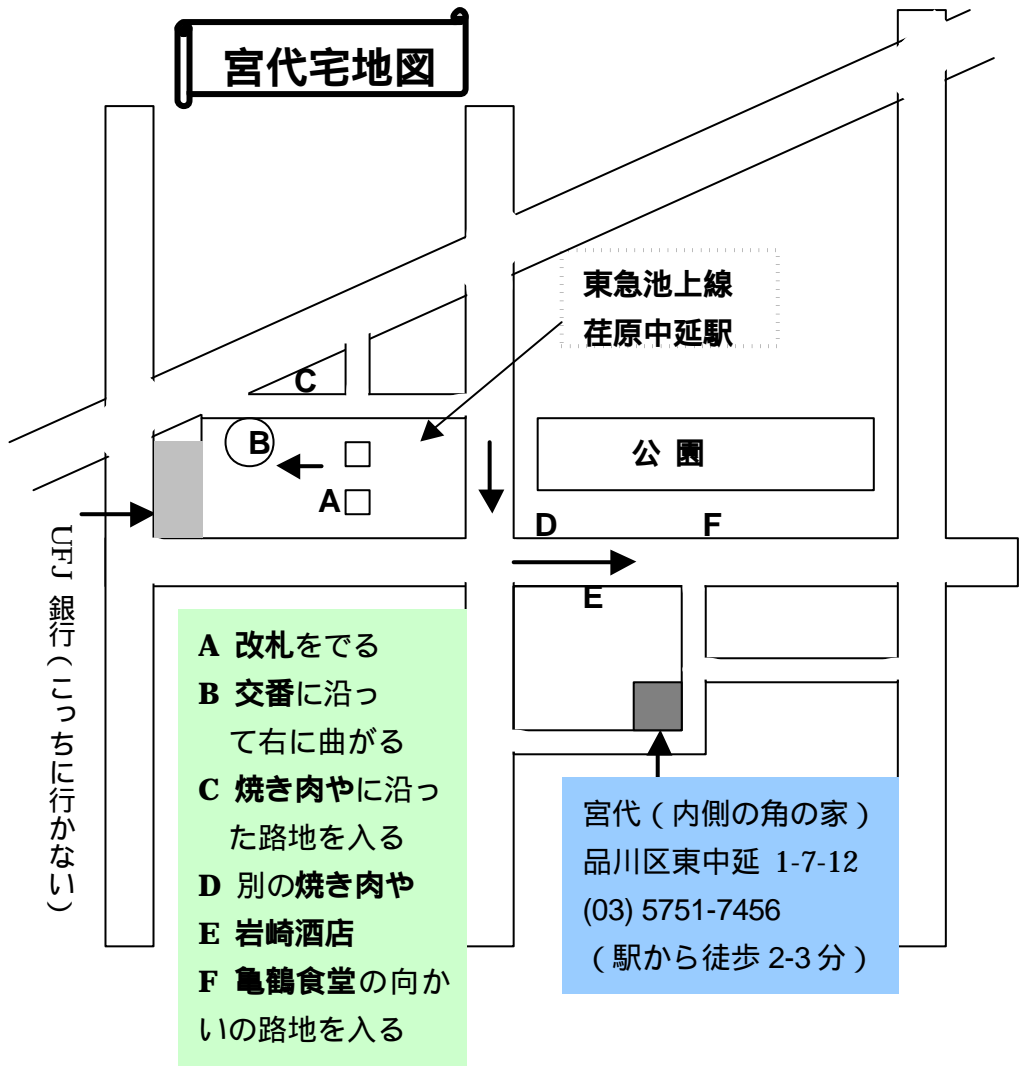 宮代宅地図
東急池上線
荏原中延駅
C
B
公 園
A
D
F
E
UFJ 銀行(こっちに行かない)
A 改札をでる
B 交番に沿っ
て右に曲がる
C 焼き肉やに沿っ
た路地を入る
D 別の焼き肉や
E 岩崎酒店
F 亀鶴食堂の向か
いの路地を入る
宮代(内側の角の家)
品川区東中延 1-7-12
(03) 5751-7456
(駅から徒歩 2-3 分)